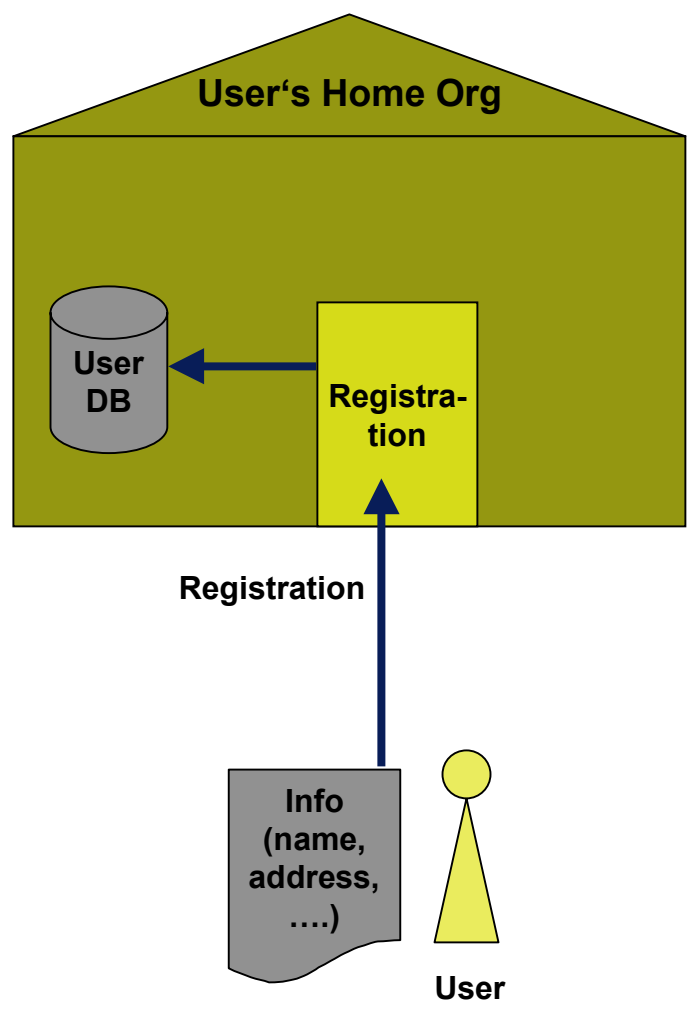 User‘s Home Org
User
DB
Registra-
tion
Registration
Info
(name,
address,
….)
User